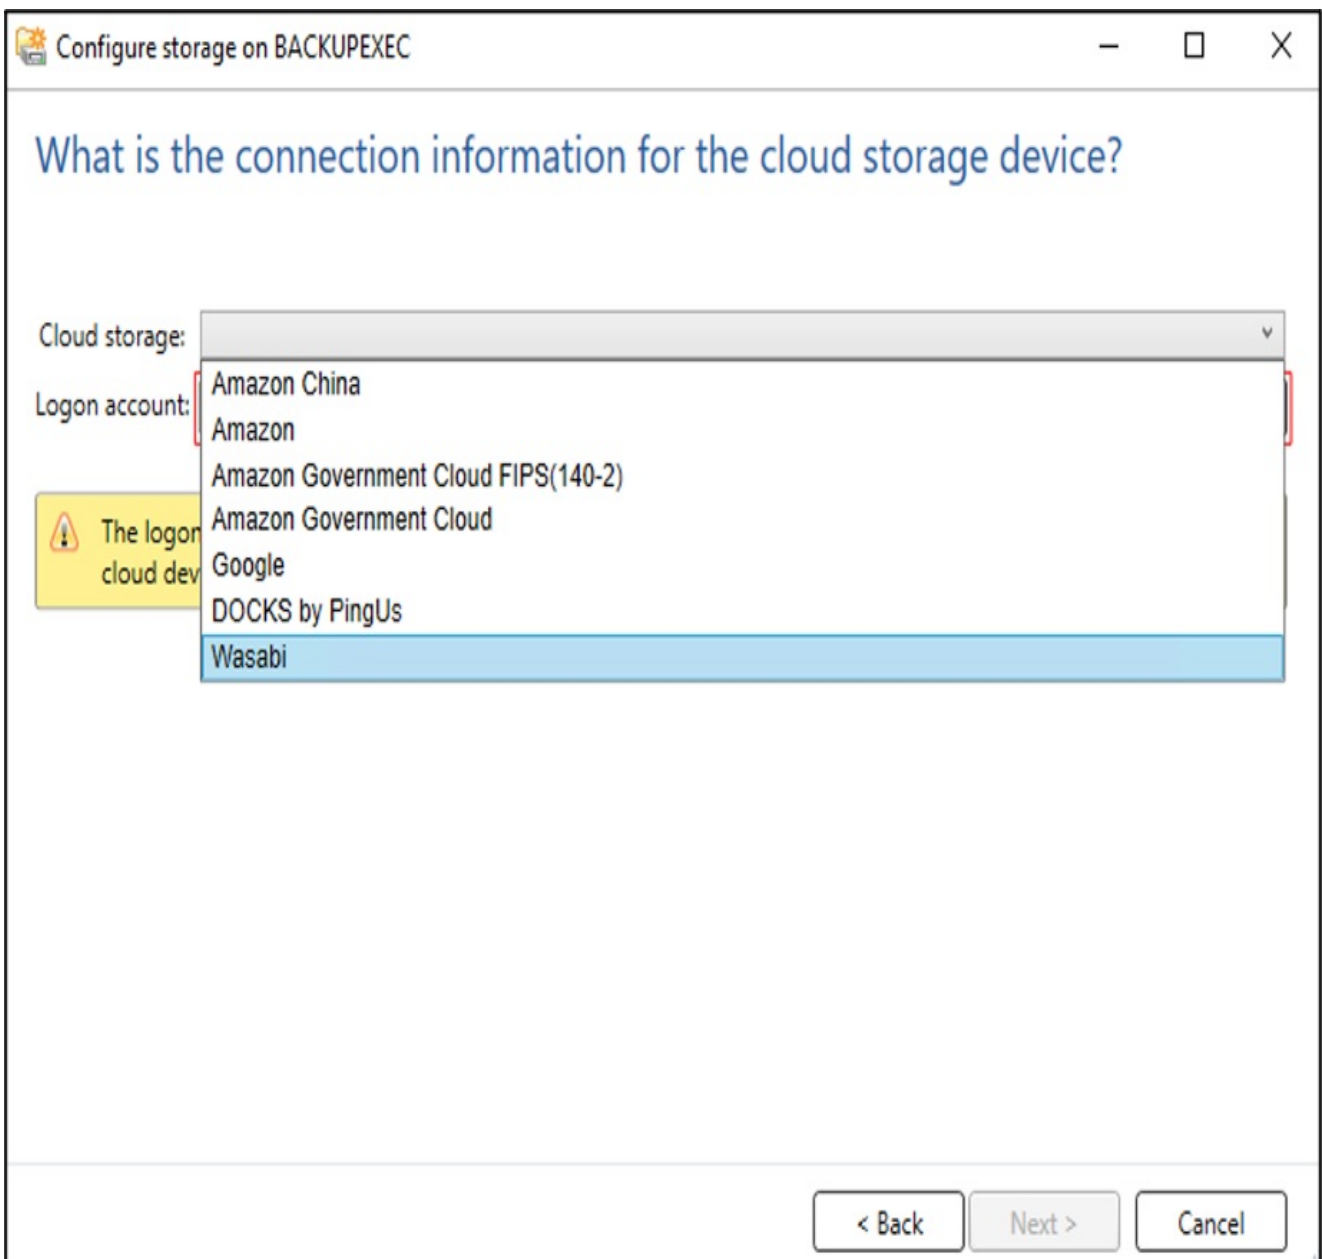 Configure storage on BACKUPEXEC
What is the connection information for the cloud storage device?
Cloud storage:
Logon account:
Amazon China
Amazon
Amazon Government Cloud FIPS(140-2)
Amazon Government Cloud
Google
DOCKS by PingUs
Wasabi
The logon
cloud dev
< Back
Next >
Cancel